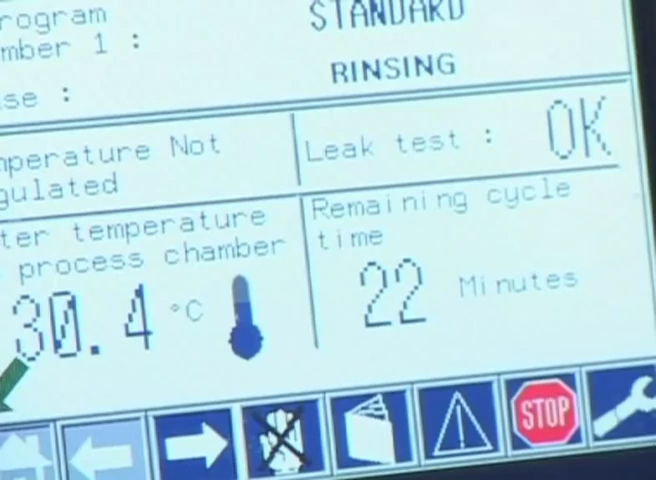 rogram STANDARD
mber 1 :
se : RINSING
mperature Not
gulated
Leak test : OK
ter temperature
process chamber
30.4 °C
Remaining cycle
time
22 Minutes
STOP